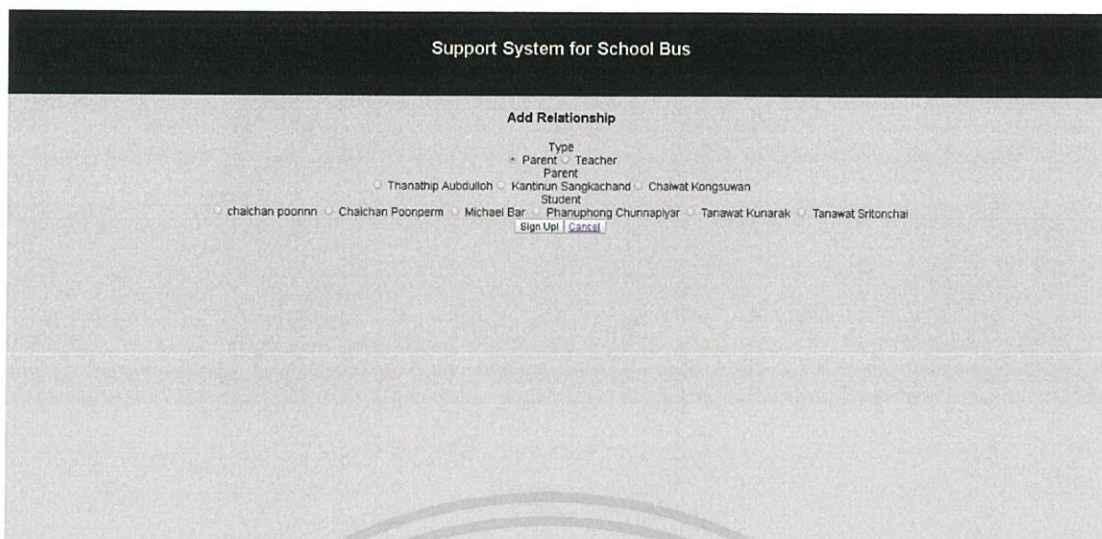 Support System for School Bus
Add Relationship
Type
Parent Teacher
Parent
Thanathip Aubdulloh Kantinun Sangkachand Chaiwat Kongsuwan
Student
chaichan poonnn Chaichan Poonperm Michael Bar Phanuphong Chunnapiyar Tanawat Kunarak Tanawat Sritonchai
Sign Up! Cancel